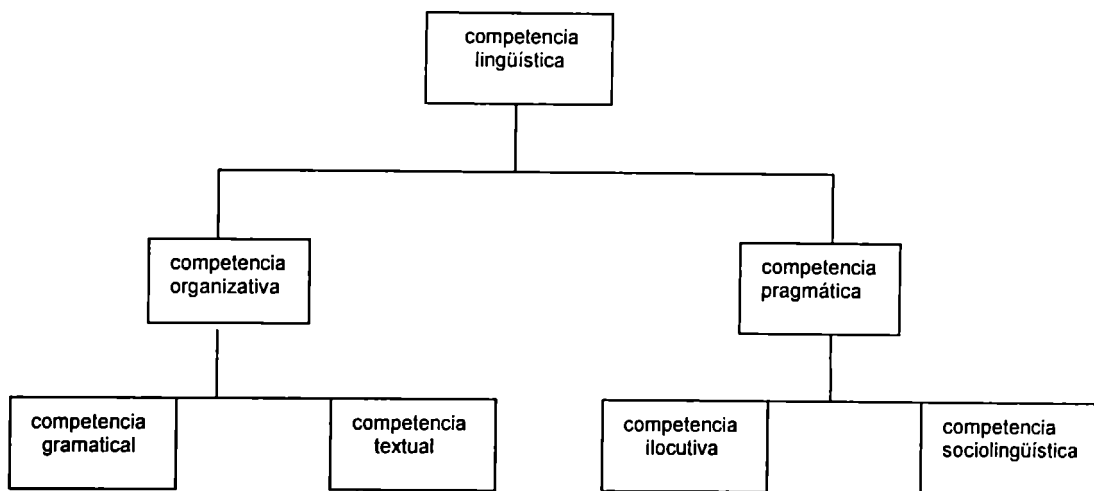 competencia
lingüística
competencia
organizativa
competencia
pragmática
competencia
gramatical
competencia
textual
competencia
ilocutiva
competencia
sociolingüística